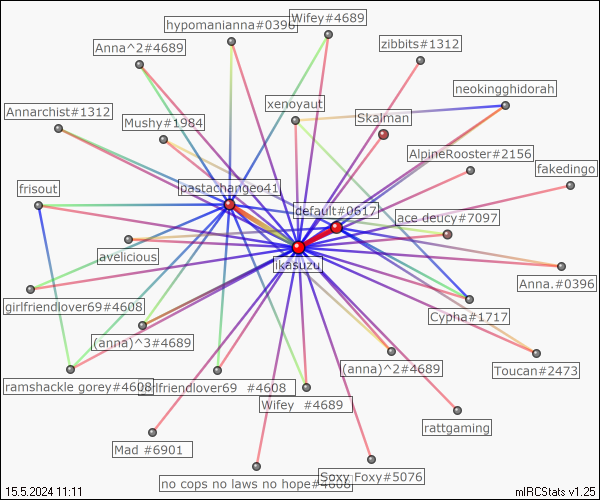 hypomanianna#0396
Wifey#4689
Anna^2#4689
zibbits#1312
neokingghidorah
xenoyaut
Annarchist#1312
Mushy#1984
Skalman
AlpineRooster#2156
fakedingo
frisout
pastachangeo41
default#0617
ace deucy#7097
avelicious
ikasuzu
Anna.#0396
girlfriendlover69#4608
Cypha#1717
(anna)^3#4689
(anna)^2#4689
Toucan#2473
ramshackle gorey#4608
girlfriendlover69 #4608
Wifey #4689
rattgaming
Mad #6901
no cops no laws no hope#4608
Soxy Foxy#5076
15.5.2024 11:11
mIRCStats v1.25